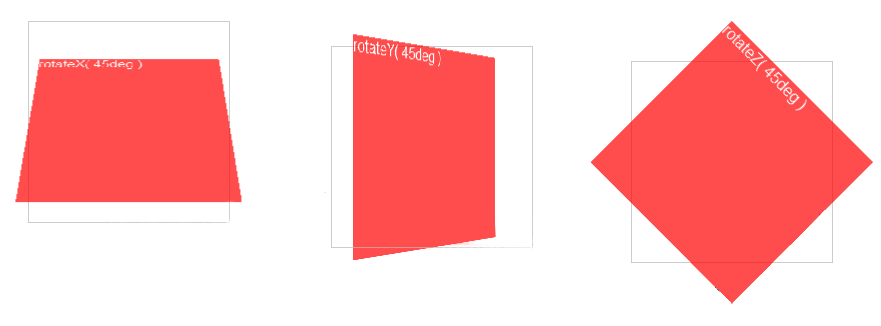 rotateX( 45deg )
rotateY( 45deg )
rotateZ( 45deg )